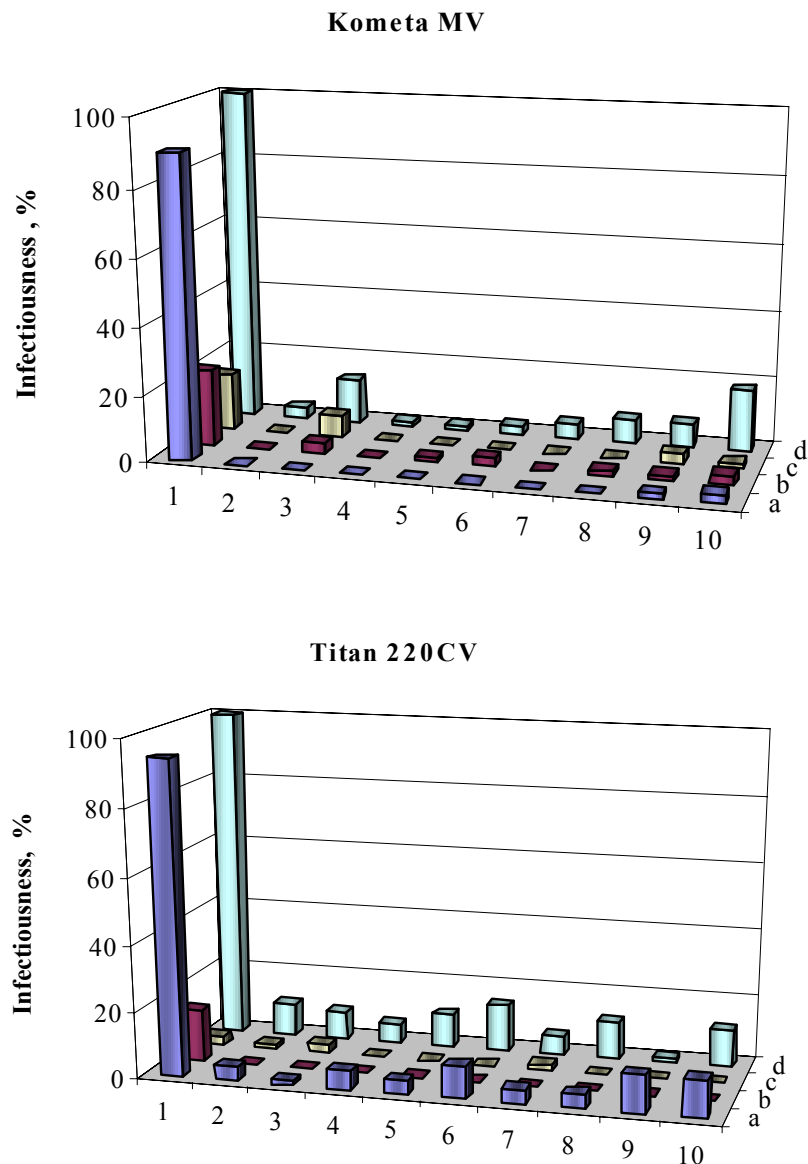 Kometa MV
Infectiousness , %
100
80
60
40
20
0
1 2 3 4 5 6 7 8 9 10
a
b
c
d
Titan 220CV
Infectiousness, %
100
80
60
40
20
0
1 2 3 4 5 6 7 8 9 10
a
b
c
d